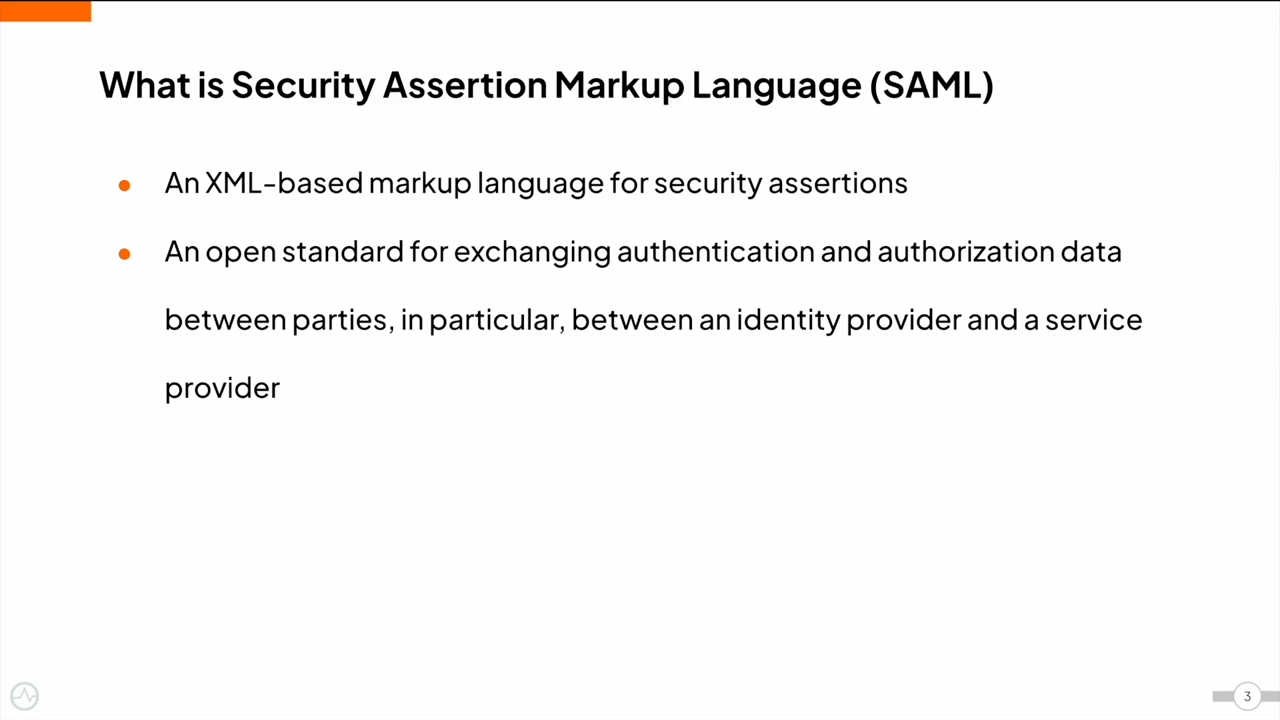 What is Security Assertion Markup Language (SAML)
An XML-based markup language for security assertions
An open standard for exchanging authentication and authorization data
between parties, in particular, between an identity provider and a service
provider
3